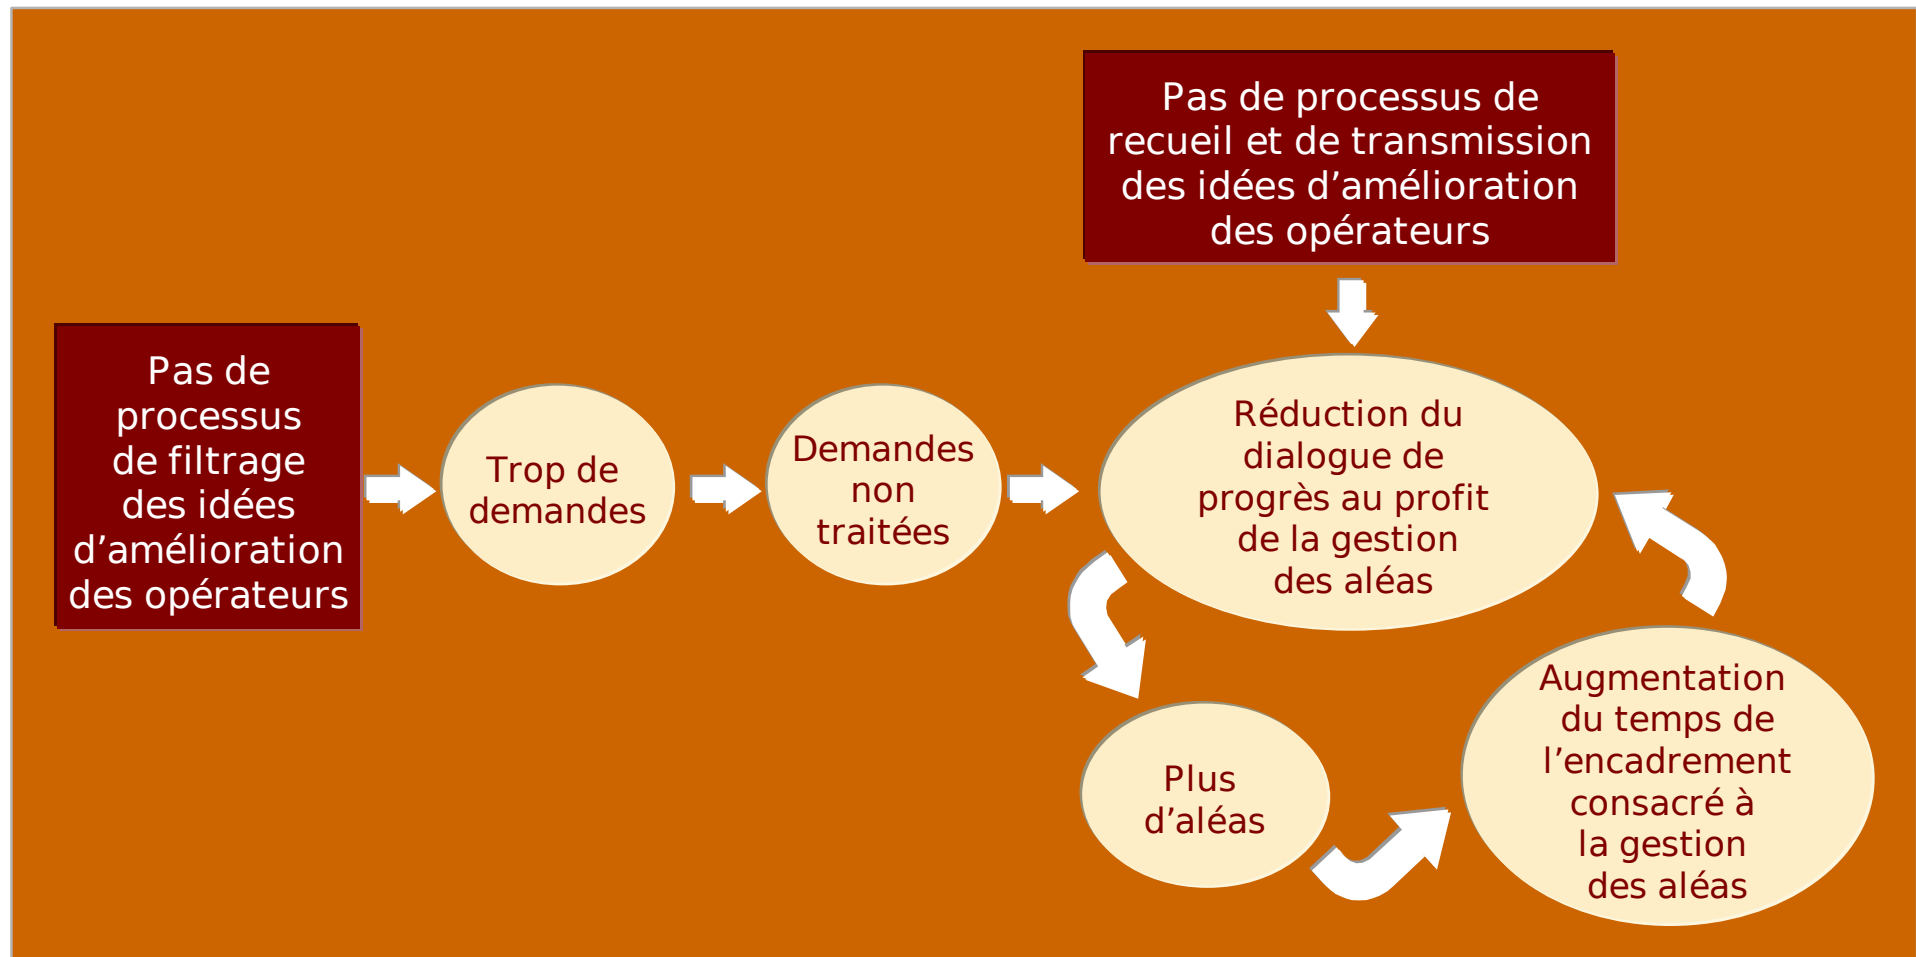 Pas de processus de
recueil et de transmission
des idées d’amélioration
des opérateurs
Pas de
processus
de filtrage
des idées
d’amélioration
des opérateurs
Trop de
demandes
Demandes
non
traitées
Réduction du
dialogue de
progrès au profit
de la gestion
des aléas
Plus
d’aléas
Augmentation
du temps de
l’encadrement
consacré à
la gestion
des aléas